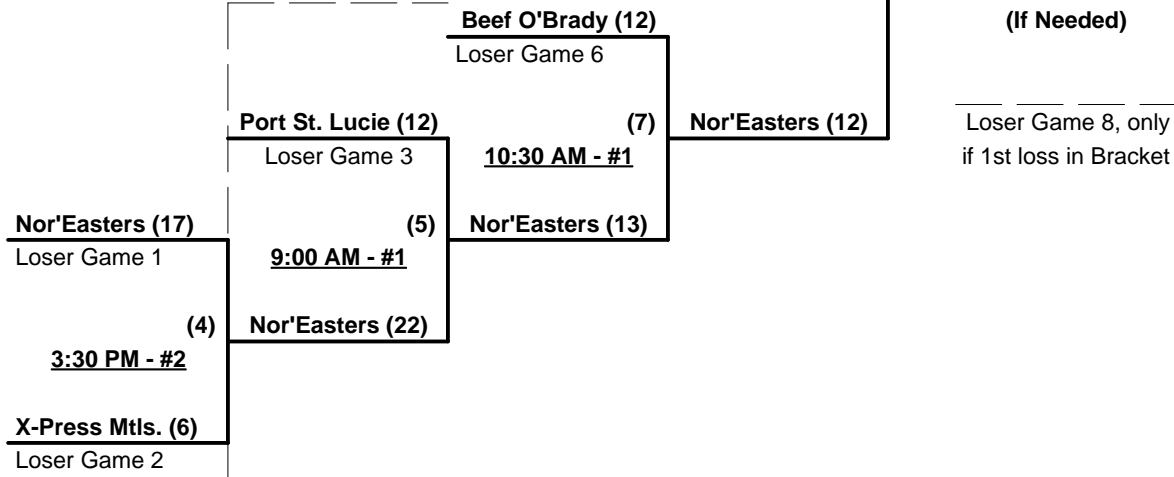 Beef O'Brady (12)
(If Needed)
Loser Game 6
Port St. Lucie (12)
(7)
Nor'Easters (12)
Loser Game 8, only
Loser Game 3
10:30 AM - #1
if 1st loss in Bracket
Nor'Easters (17)
(5)
Nor'Easters (13)
Loser Game 1
9:00 AM - #1
(4)
Nor'Easters (22)
3:30 PM - #2
X-Press Mtls. (6)
Loser Game 2